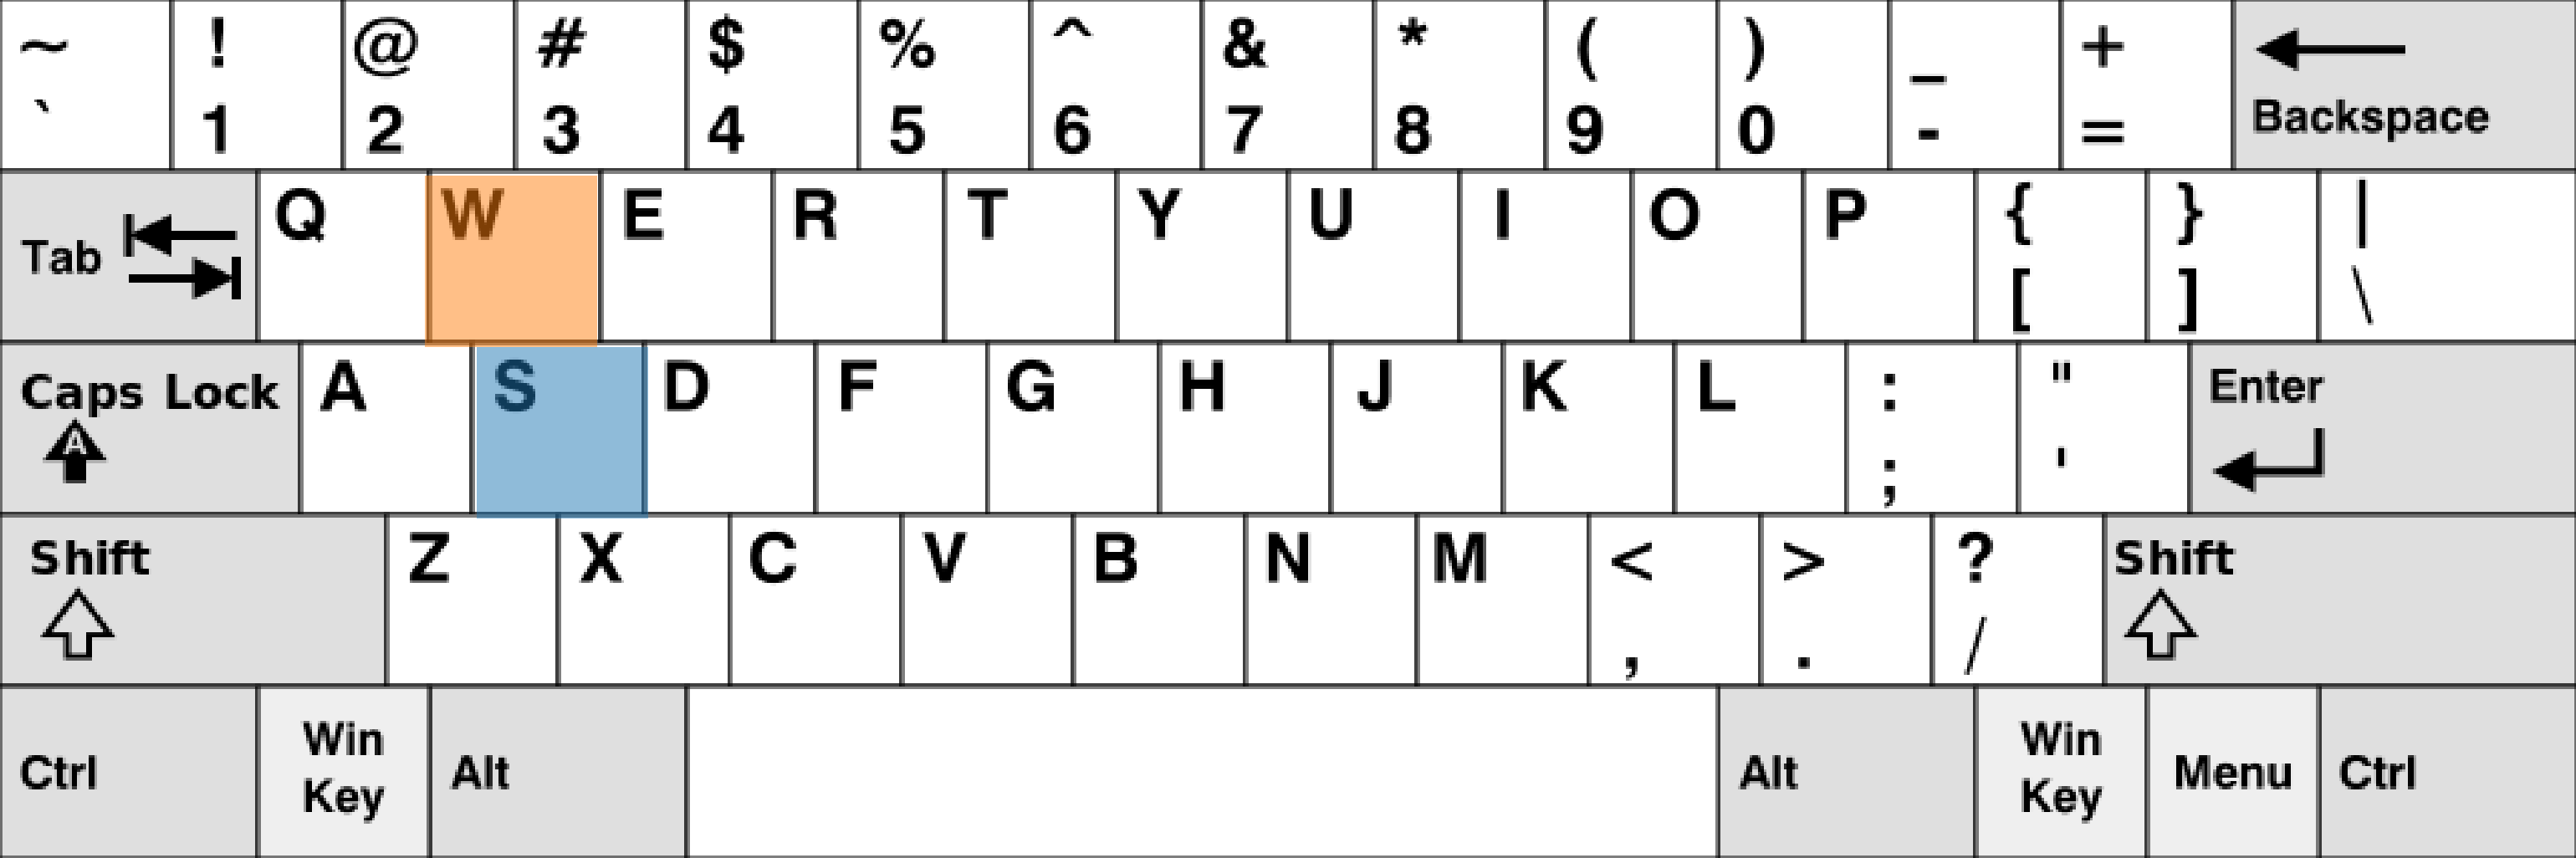 ~ ! @ # $ % ^ & * ( ) _ +
` 1 2 3 4 5 6 7 8 9 0 - = Backspace
Tab Q W E R T Y U I O P { } |
[ ] \
Caps Lock A S D F G H J K L : " Enter
A ; '
Shift Z X C V B N M < > ? Shift
, . /
Ctrl Win Key Alt Alt Win Key Menu Ctrl